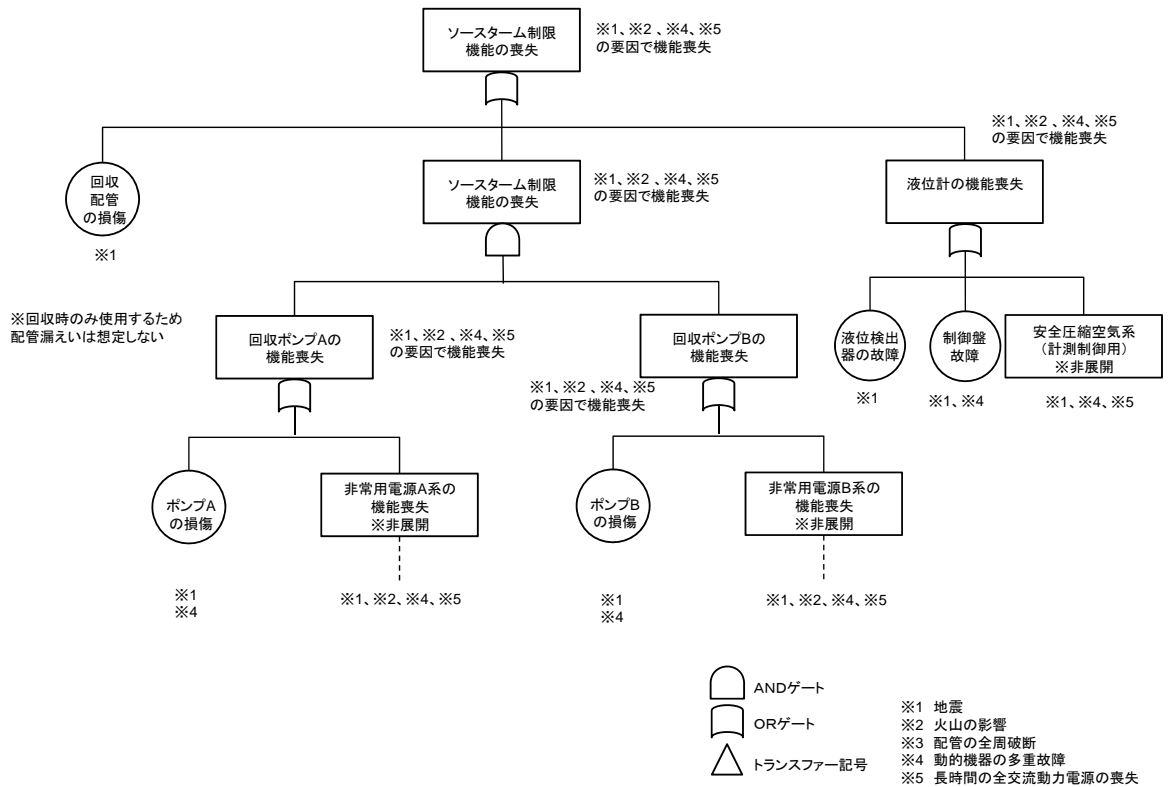 ソースターム制限
機能の喪失
※1、※2 、※4、※5
の要因で機能喪失
回収
配管
の損傷
※1
ソースターム制限
機能の喪失
※1、※2 、※4、※5
の要因で機能喪失
※1、※2 、※4、※5
の要因で機能喪失
液位計の機能喪失
※回収時のみ使用するため
配管漏えいは想定しない
回収ポンプAの
機能喪失
※1、※2 、※4、※5
の要因で機能喪失
回収ポンプBの
機能喪失
※1、※2 、※4、※5
の要因で機能喪失
液位検出
器の故障
※1
制御盤
故障
※1、※4
安全圧縮空気系
（計測制御用）
※非展開
※1、※4、※5
ポンプA
の損傷
※1
※4
非常用電源A系の
機能喪失
※非展開
※1、※2、※4、※5
ポンプB
の損傷
※1
※4
非常用電源B系の
機能喪失
※非展開
※1、※2、※4、※5
ANDゲート
ORゲート
トランスファー記号
※1 地震
※2 火山の影響
※3 配管の全周破断
※4 動的機器の多重故障
※5 長時間の全交流動力電源の喪失